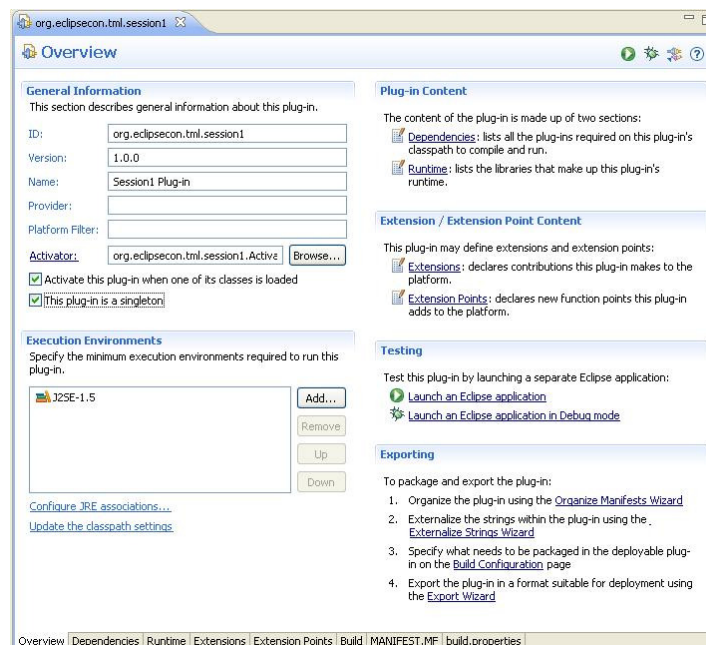 org.eclipsecon.tml.session1
Overview
General Information
This section describes general information about this plug-in.
ID: org.eclipsecon.tml.session1
Version: 1.0.0
Name: Session1 Plug-in
Provider:
Platform Filter:
Activator: org.eclipsecon.tml.session1.Activa Browse...
Activate this plug-in when one of its classes is loaded
This plug-in is a singleton
Execution Environments
Specify the minimum execution environments required to run this
plug-in.
J2SE-1.5
Add...
Remove
Up
Down
Configure JRE associations...
Update the classpath settings
Plug-in Content
The content of the plug-in is made up of two sections:
Dependencies: lists all the plug-ins required on this plug-in's
classpath to compile and run.
Runtime: lists the libraries that make up this plug-in's
runtime.
Extension / Extension Point Content
This plug-in may define extensions and extension points:
Extensions: declares contributions this plug-in makes to the
platform.
Extension Points: declares new function points this plug-in
adds to the platform.
Testing
Test this plug-in by launching a separate Eclipse application:
Launch an Eclipse application
Launch an Eclipse application in Debug mode
Exporting
To package and export the plug-in:
1. Organize the plug-in using the Organize Manifests Wizard
2. Externalize the strings within the plug-in using the
Externalize Strings Wizard
3. Specify what needs to be packaged in the deployable plug-
in on the Build Configuration page
4. Export the plug-in in a format suitable for deployment using
the Export Wizard
Overview Dependencies Runtime Extensions Extension Points Build MANIFEST.MF build.properties